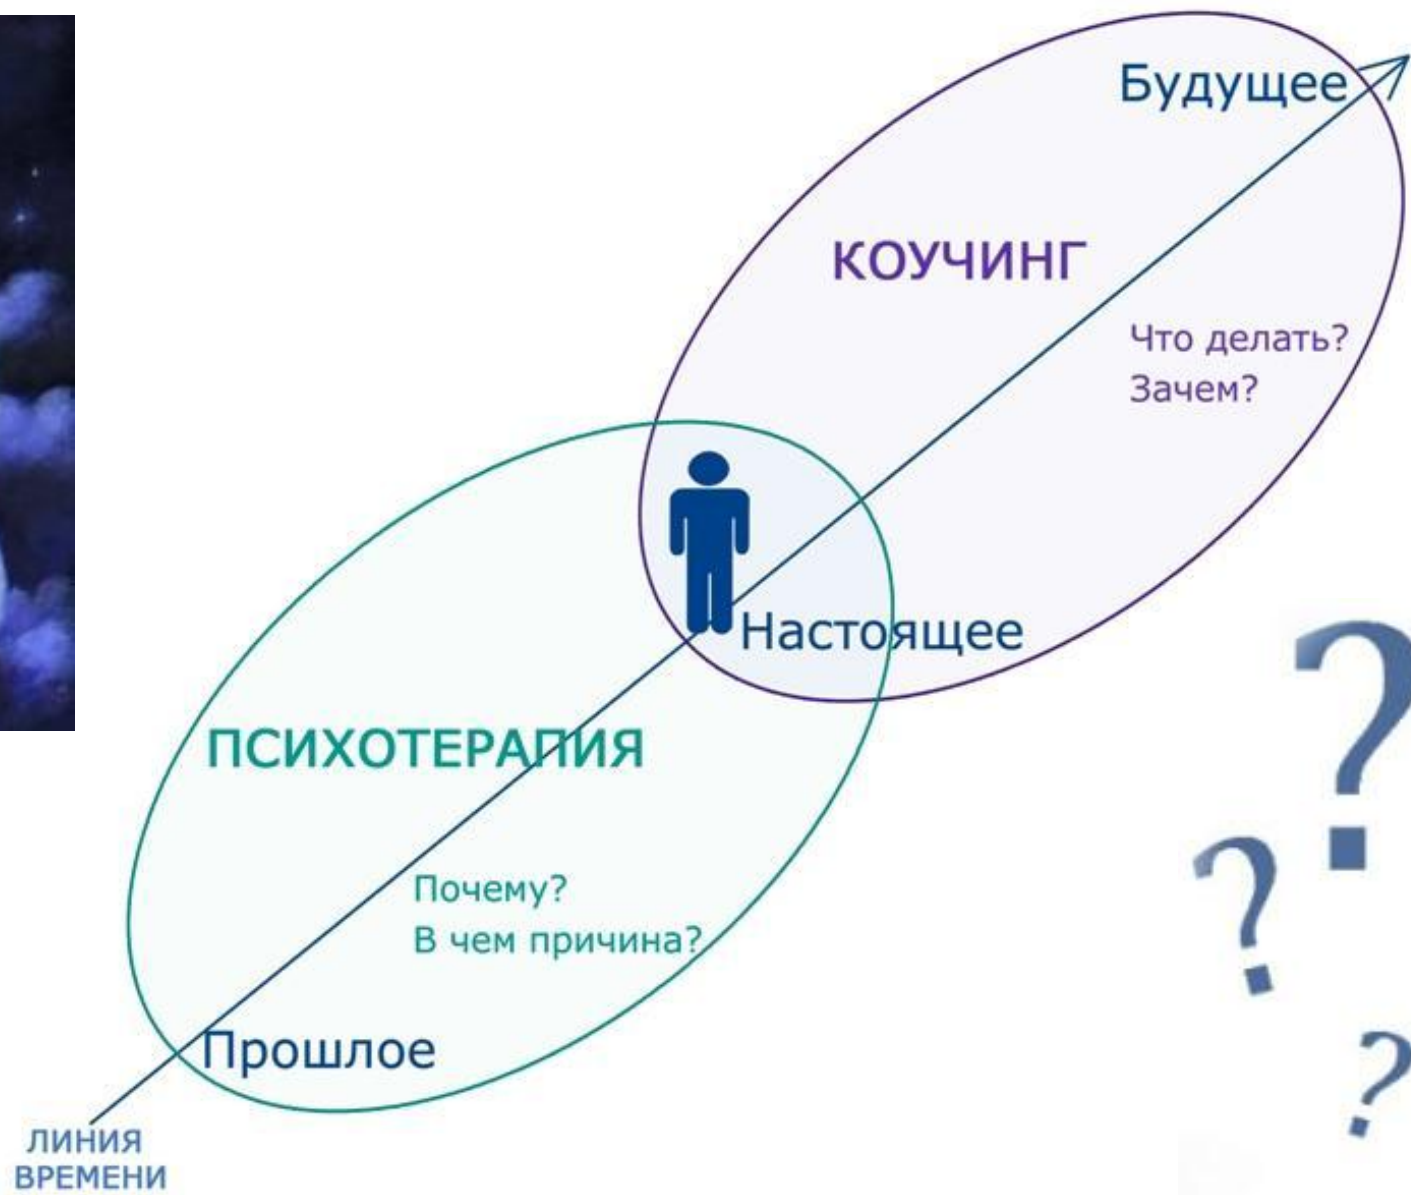 Будущее
КОУЧИНГ
Что делать?
Зачем?
Настоящее
ПСИХОТЕРАПИЯ
Почему?
В чем причина?
Прошлое
ЛИНИЯ
ВРЕМЕНИ
?
?
?